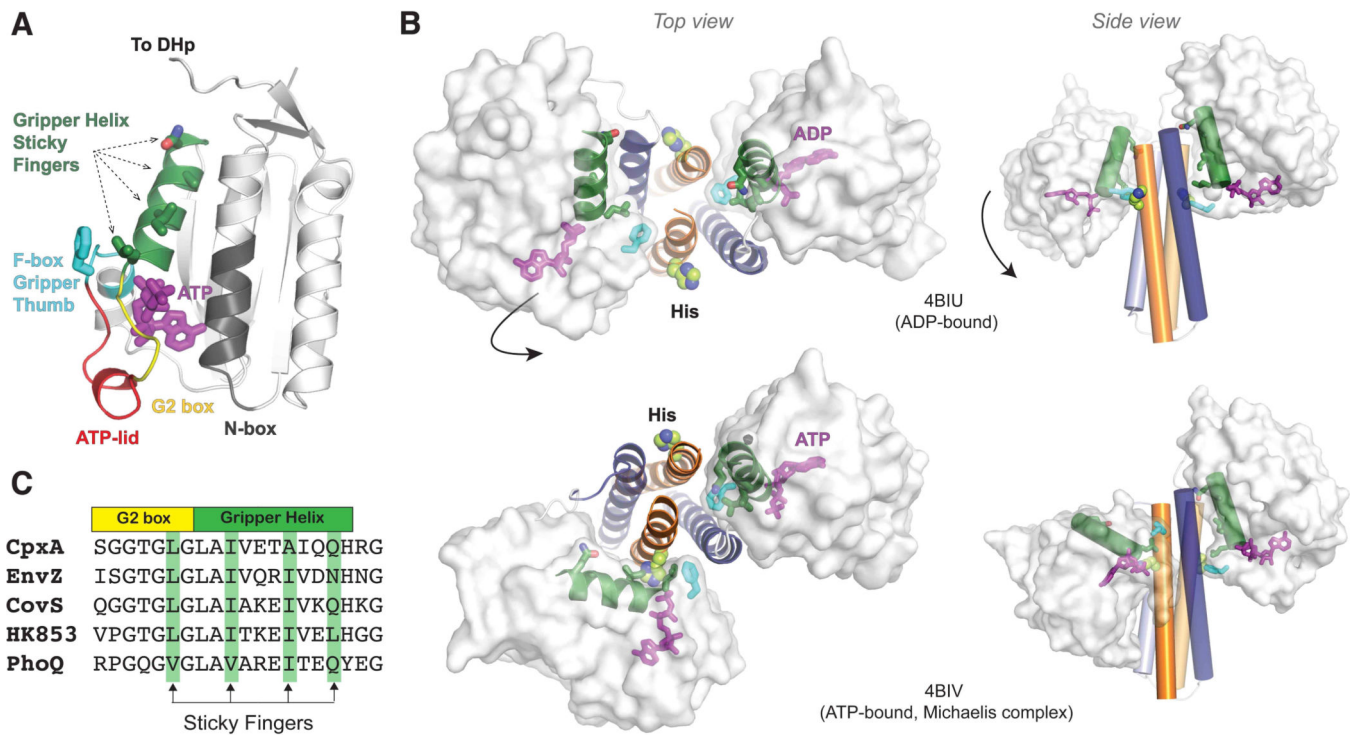 A
To DHp
Gripper Helix
Sticky
Fingers
F-box
Gripper
Thumb
ATP
G2 box
ATP-lid
N-box
B
Top view
Side view
ADP
His
4BIU
(ADP-bound)
His
ATP
4BIV
(ATP-bound, Michaelis complex)
C
G2 box Gripper Helix
CpxA SGGTGLGLAIVETAIQQHRG
EnvZ ISGTGLGLAIVQRIVDNHNG
CovS QGGTGLGLAIAKEIVKQHKG
HK853 VPGTGLGLAITKEIVELHGG
PhoQ RPGQGVGLAVAREITEQYEG
Sticky Fingers